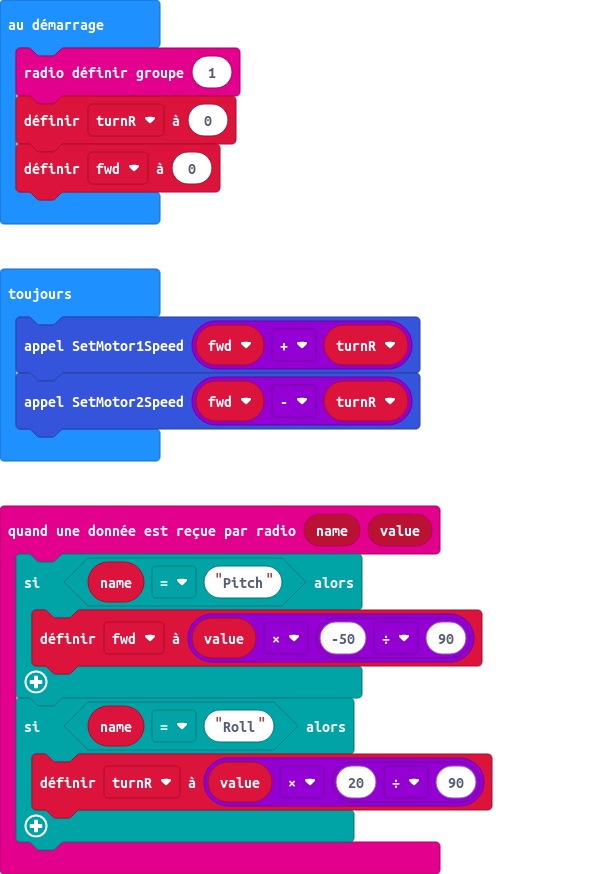 au démarrage
radio définir groupe 1
définir turnR à 0
définir fwd à 0
toujours
appel SetMotor1Speed fwd + turnR
appel SetMotor2Speed fwd - turnR
quand une donnée est reçue par radio name value
si name = "Pitch" alors
définir fwd à value × -50 ÷ 90
si name = "Roll" alors
définir turnR à value × 20 ÷ 90